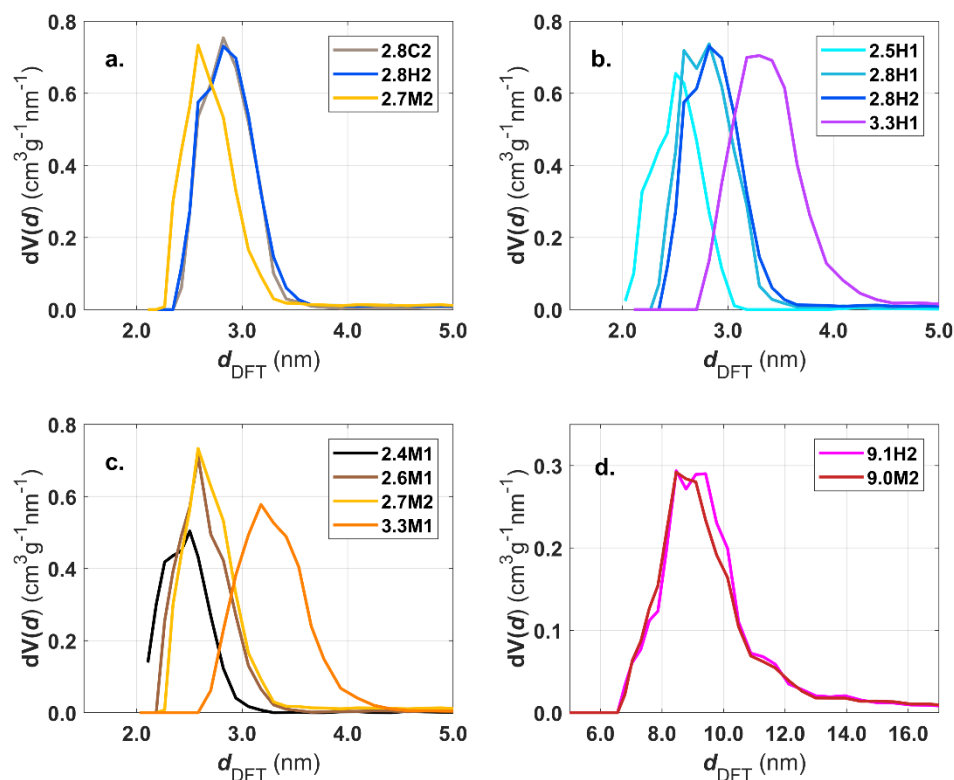 a.
2.8C2
2.8H2
2.7M2
dV(d) (cm³g⁻¹nm⁻¹)
0.8
0.6
0.4
0.2
0.0
2.0 3.0 4.0 5.0
dDFT (nm)
b.
2.5H1
2.8H1
2.8H2
3.3H1
dV(d) (cm³g⁻¹nm⁻¹)
0.8
0.6
0.4
0.2
0.0
2.0 3.0 4.0 5.0
dDFT (nm)
c.
2.4M1
2.6M1
2.7M2
3.3M1
dV(d) (cm³g⁻¹nm⁻¹)
0.8
0.6
0.4
0.2
0.0
2.0 3.0 4.0 5.0
dDFT (nm)
d.
9.1H2
9.0M2
dV(d) (cm³g⁻¹nm⁻¹)
0.3
0.2
0.1
0.0
6.0 8.0 10.0 12.0 14.0 16.0
dDFT (nm)